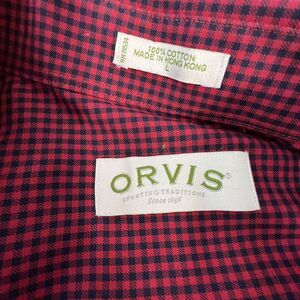 100% COTTON
MADE IN HONG KONG
L
ORVIS®
SPORTING TRADITIONS
Since 1856